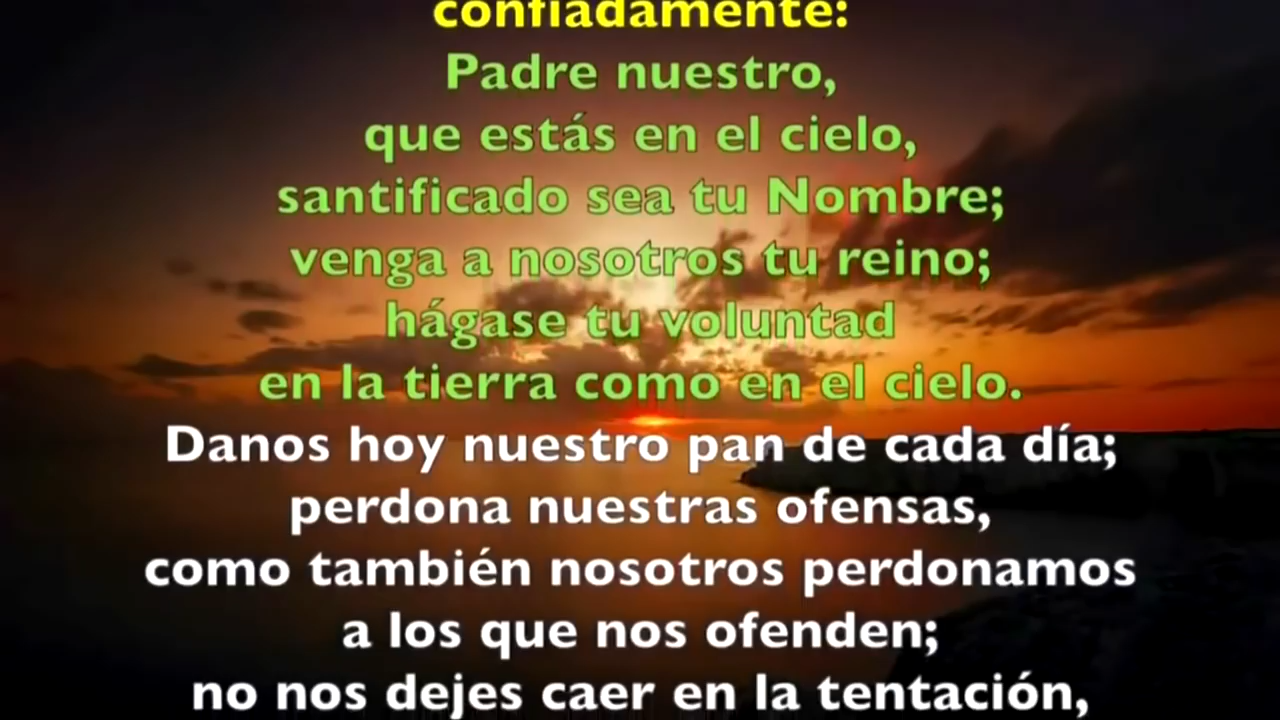 confiadamente:
Padre nuestro,
que estás en el cielo,
santificado sea tu Nombre;
venga a nosotros tu reino;
hágase tu voluntad
en la tierra como en el cielo.
Danos hoy nuestro pan de cada día;
perdona nuestras ofensas,
como también nosotros perdonamos
a los que nos ofenden;
no nos dejes caer en la tentación,